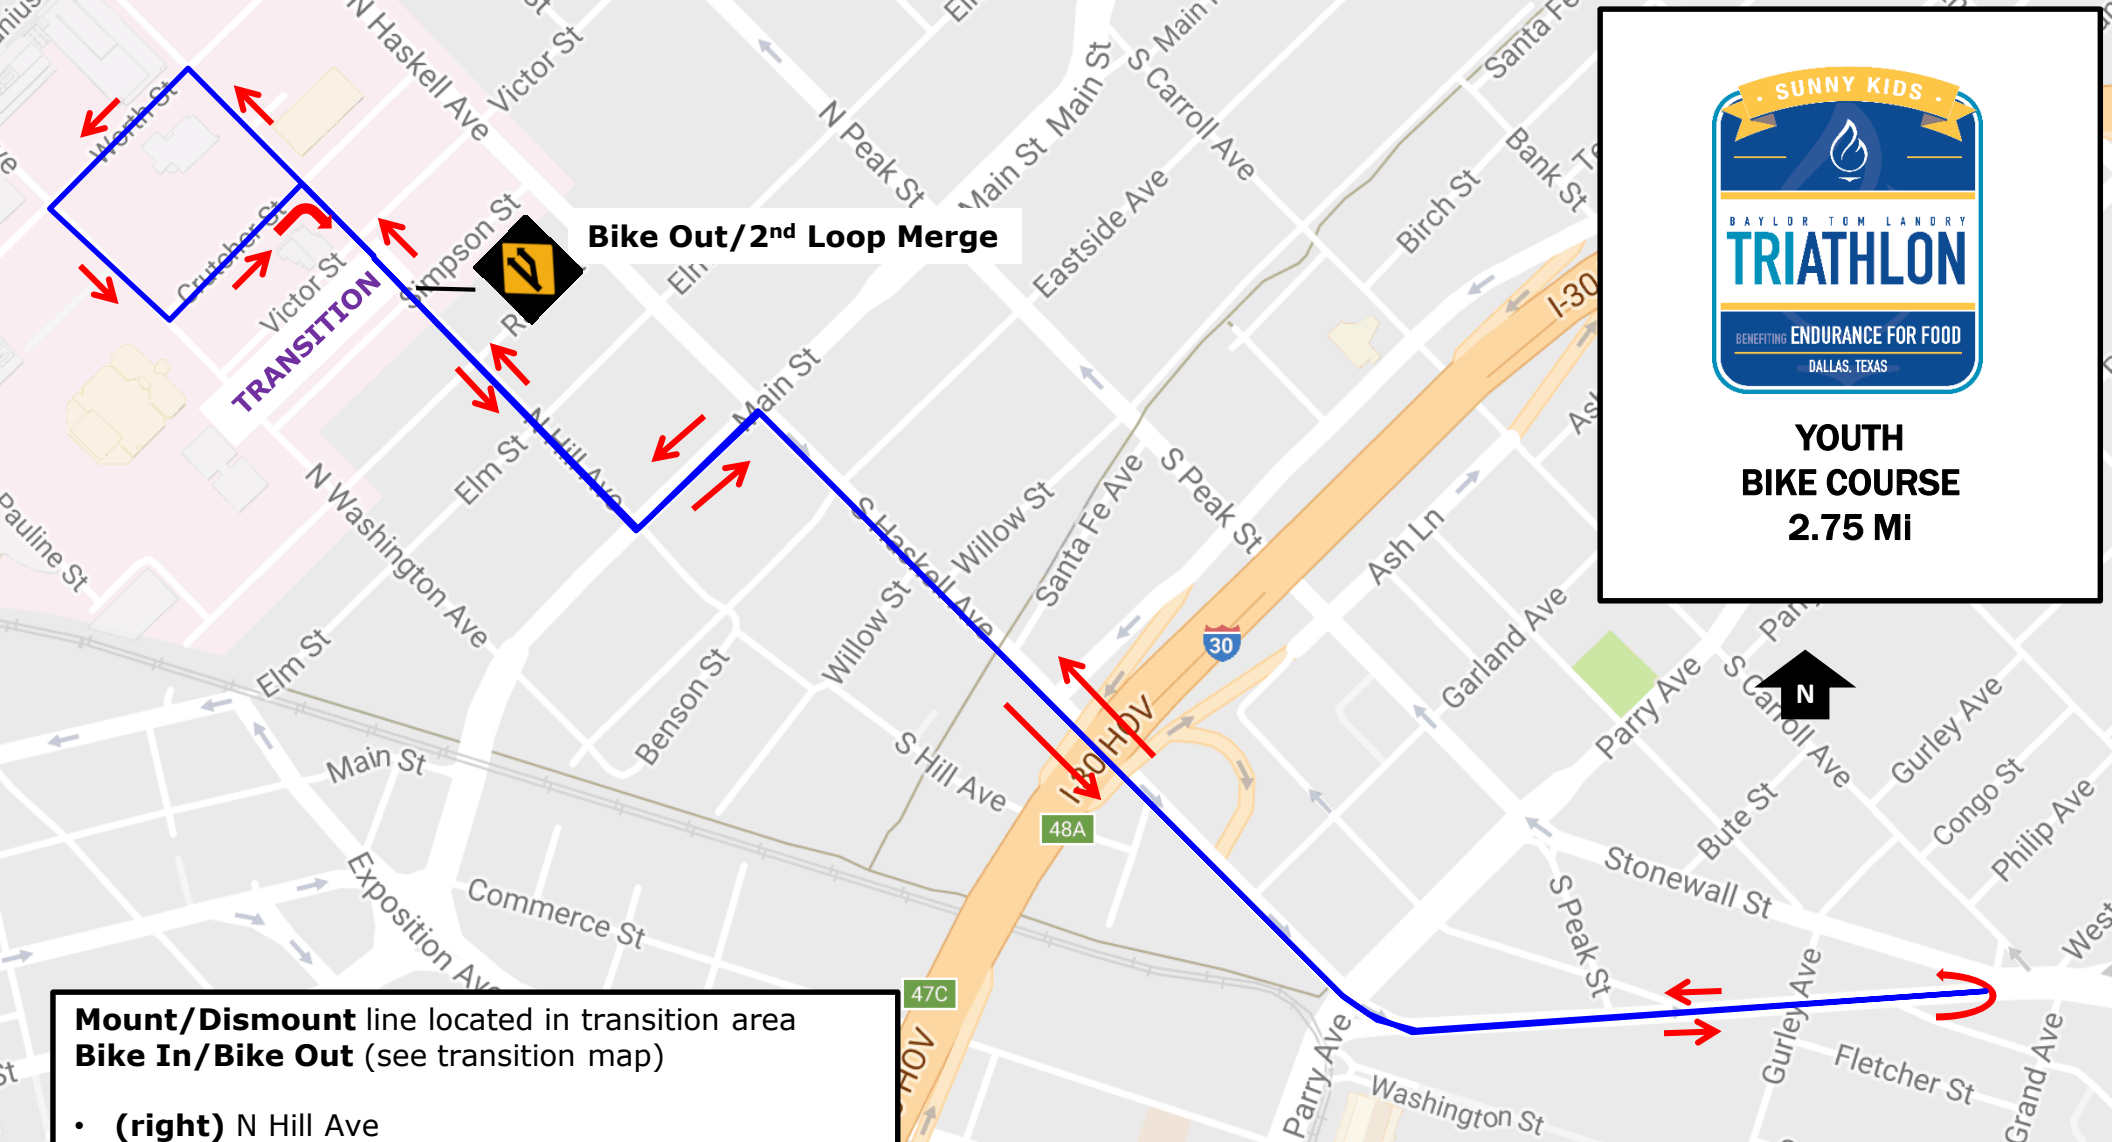 N Haskell Ave
Victor St
S Main
Main St
S Carroll Ave
Santa Fe
Bank St
N Peak St
Main St
Birch St
Eastside Ave
Worth St
Crutcher St
Victor St
Simpson St
TRANSITION
Bike Out/2nd Loop Merge
Elm St
N Hill Ave
Main St
N Washington Ave
Pauline St
Elm St
Main St
S Haskell Ave
Willow St
Willow St
Santa Fe Ave
S Peak St
Ash Ln
I-30
30
Garland Ave
Parry Ave
S Carroll Ave
Gurley Ave
Congo St
Philip Ave
Bute St
Benson St
S Hill Ave
I-30 HOV
48A
47C
HOV
Exposition Ave
Commerce St
Stonewall St
S Peak St
Gurley Ave
Fletcher St
Grand Ave
West
Parry Ave
Washington St
N
· SUNNY KIDS ·
BAYLOR TOM LANDRY
TRIATHLON
BENEFITING ENDURANCE FOR FOOD
DALLAS, TEXAS
YOUTH
BIKE COURSE
2.75 Mi
Mount/Dismount line located in transition area
Bike In/Bike Out (see transition map)
• (right) N Hill Ave